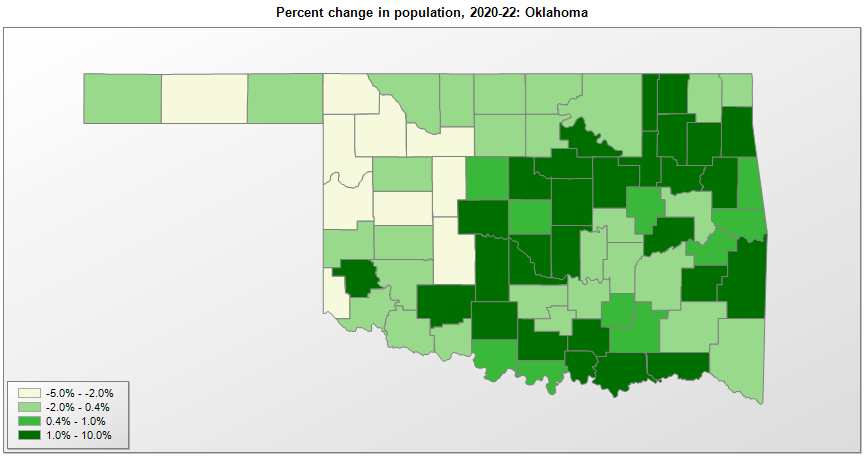 Percent change in population, 2020-22: Oklahoma
-5.0% - -2.0%
-2.0% - 0.4%
0.4% - 1.0%
1.0% - 10.0%